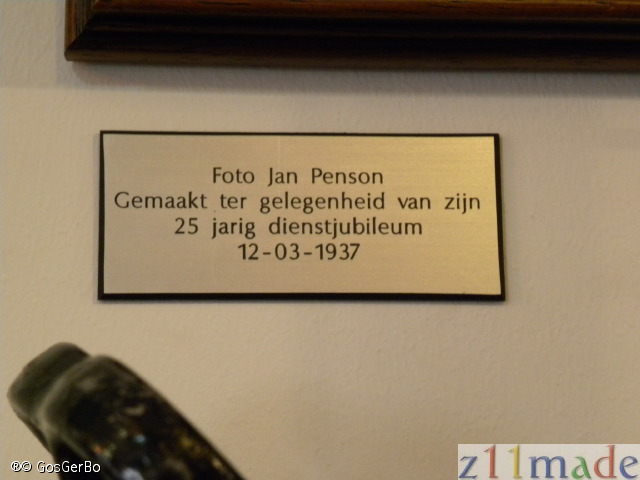 Foto Jan Penson
Gemaakt ter gelegenheid van zijn
25 jarig dienstjubileum
12-03-1937
®© GosGerBo
z11made